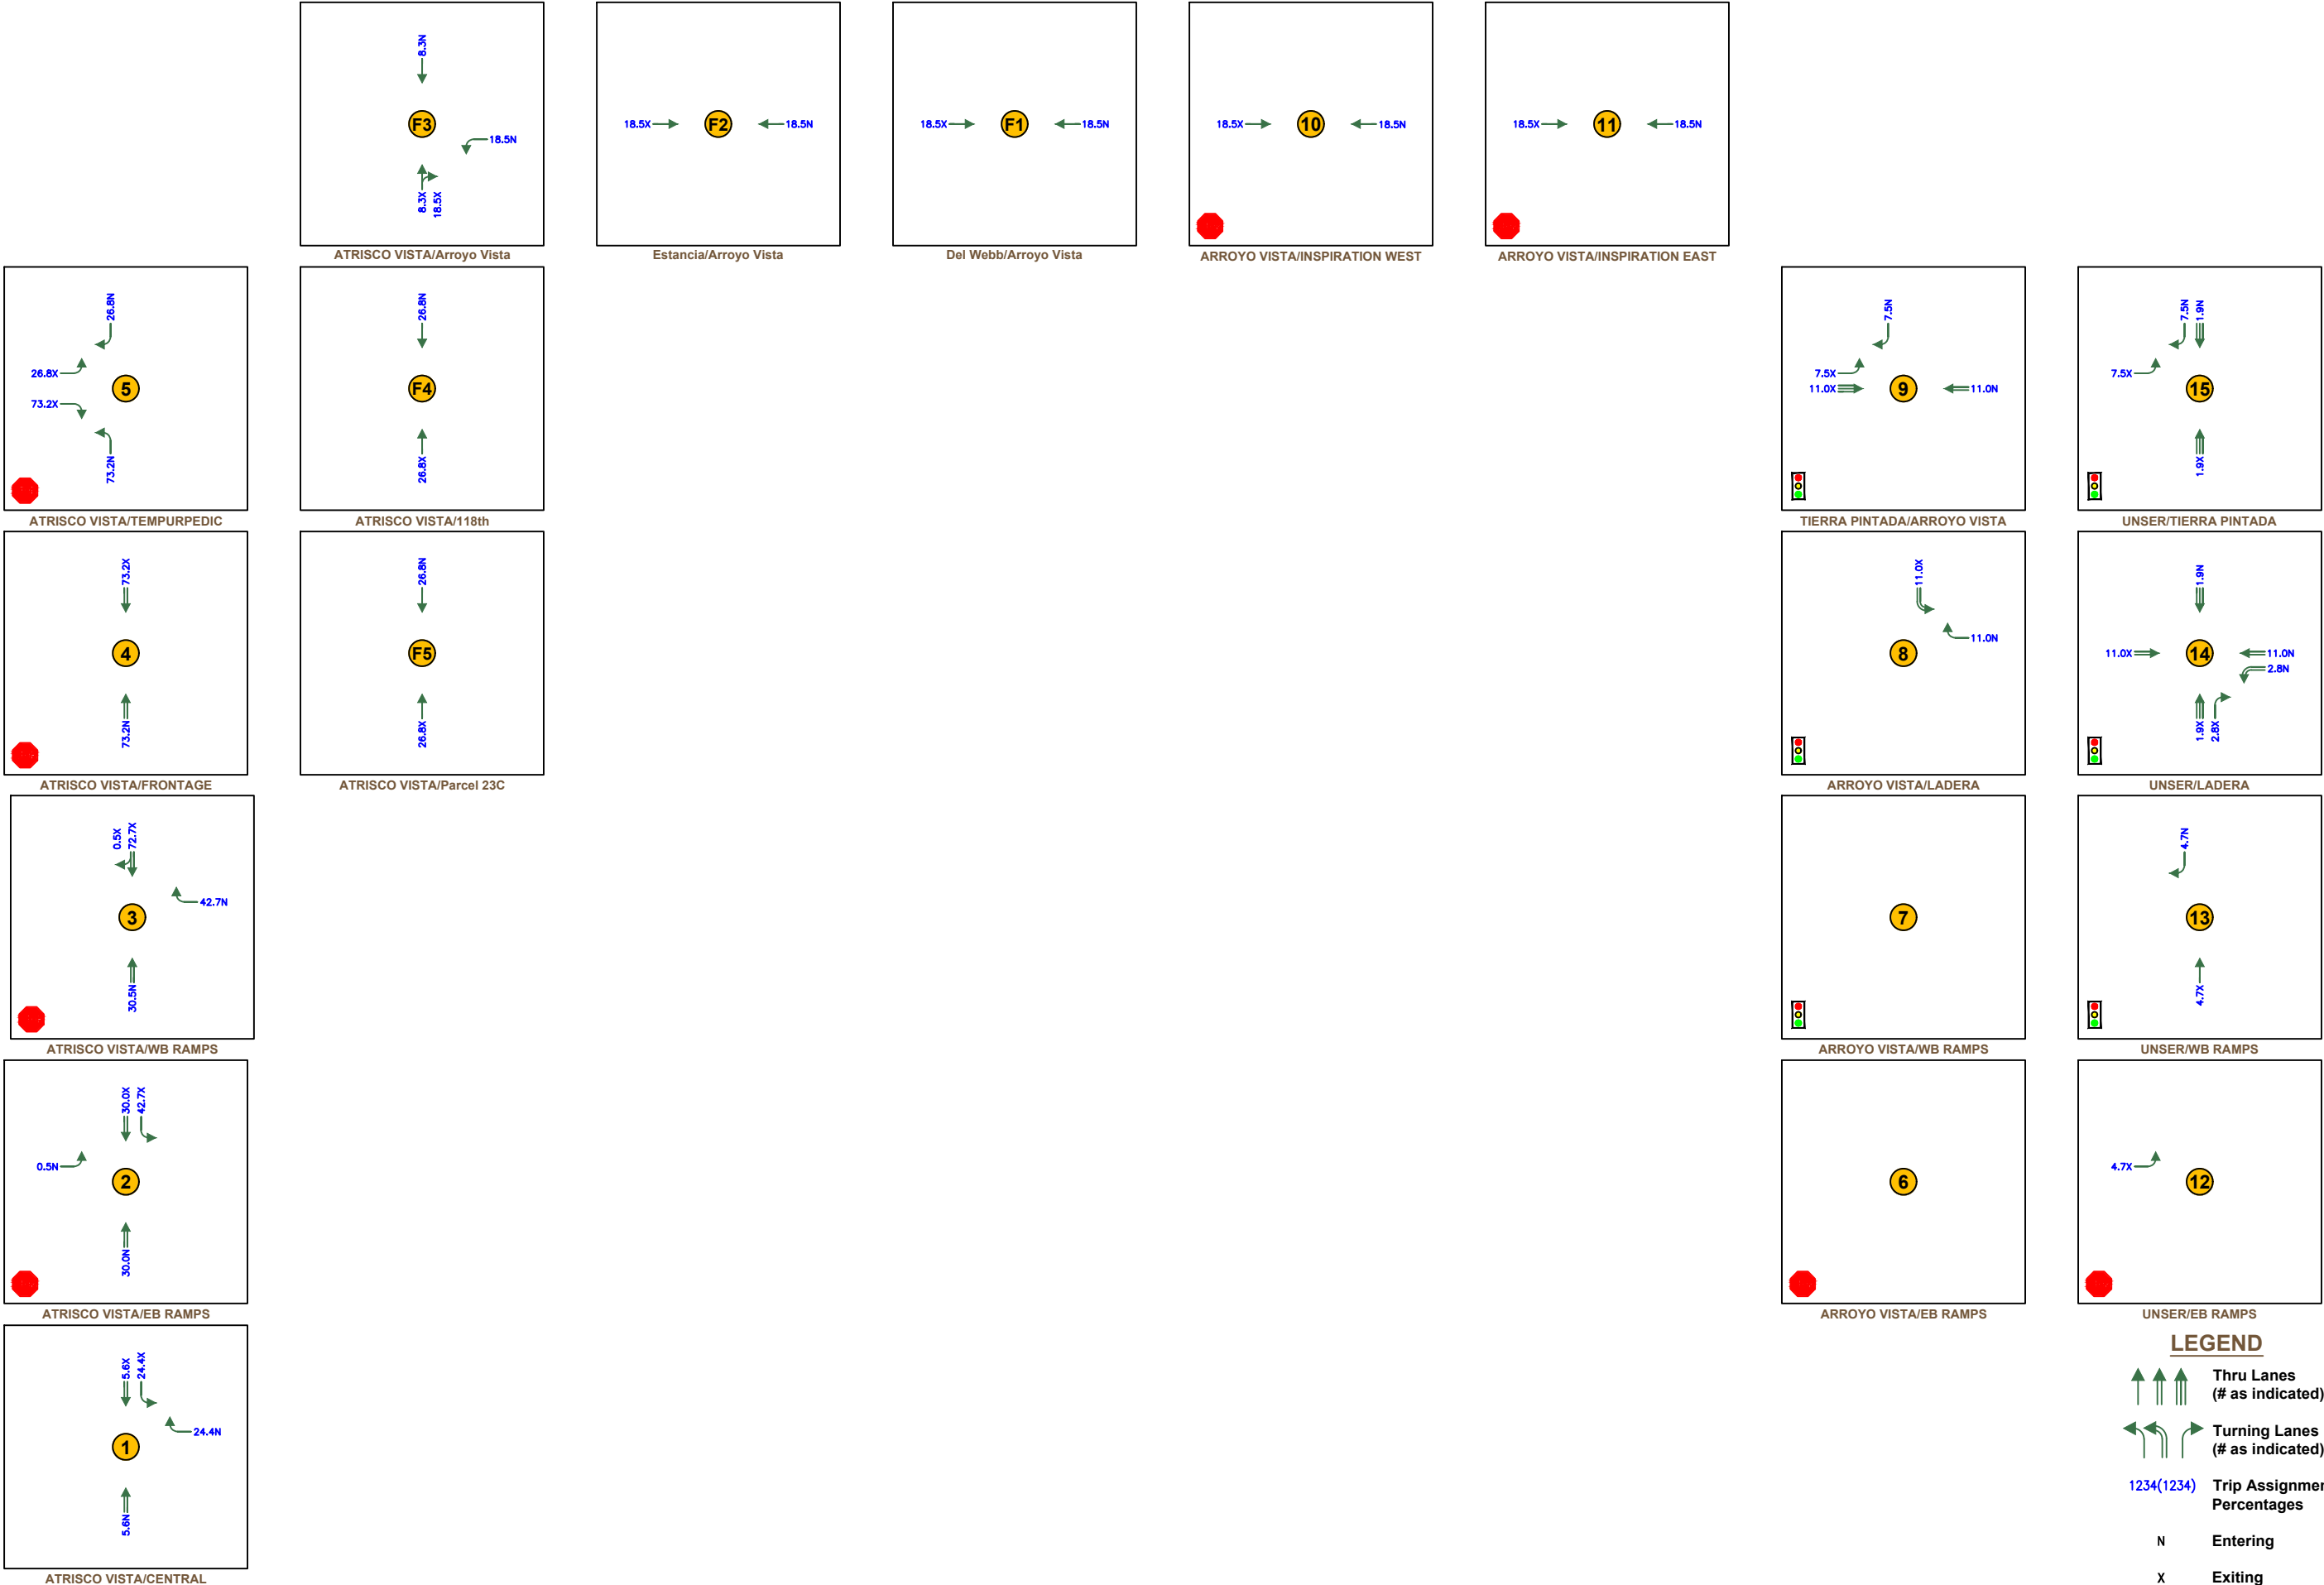 8.3N
F3
18.5N
8.3X
18.5X
ATRISCO VISTA/Arroyo Vista
18.5X
F2
18.5N
Estancia/Arroyo Vista
18.5X
F1
18.5N
Del Webb/Arroyo Vista
18.5X
10
18.5N
ARROYO VISTA/INSPIRATION WEST
18.5X
11
18.5N
ARROYO VISTA/INSPIRATION EAST
26.8N
26.8X
5
73.2X
73.2N
ATRISCO VISTA/TEMPURPEDIC
26.8N
F4
26.8X
ATRISCO VISTA/118th
7.5N
7.5X
11.0X
9
11.0N
TIERRA PINTADA/ARROYO VISTA
7.5N
1.9N
7.5X
15
1.9X
UNSER/TIERRA PINTADA
73.2X
4
73.2N
ATRISCO VISTA/FRONTAGE
26.8N
F5
26.8X
ATRISCO VISTA/Parcel 23C
11.0X
11.0N
8
ARROYO VISTA/LADERA
1.9N
11.0X
14
11.0N
2.8N
1.9X
2.8X
UNSER/LADERA
0.5X
72.7X
42.7N
3
30.5N
ATRISCO VISTA/WB RAMPS
7
ARROYO VISTA/WB RAMPS
4.7N
13
4.7X
UNSER/WB RAMPS
30.0X
42.7X
0.5N
2
30.0N
ATRISCO VISTA/EB RAMPS
6
ARROYO VISTA/EB RAMPS
4.7X
12
UNSER/EB RAMPS
5.6X
24.4X
24.4N
1
5.6N
ATRISCO VISTA/CENTRAL
LEGEND
Thru Lanes
(# as indicated)
Turning Lanes
(# as indicated)
1234(1234) Trip Assignmen
Percentages
N Entering
X Exiting